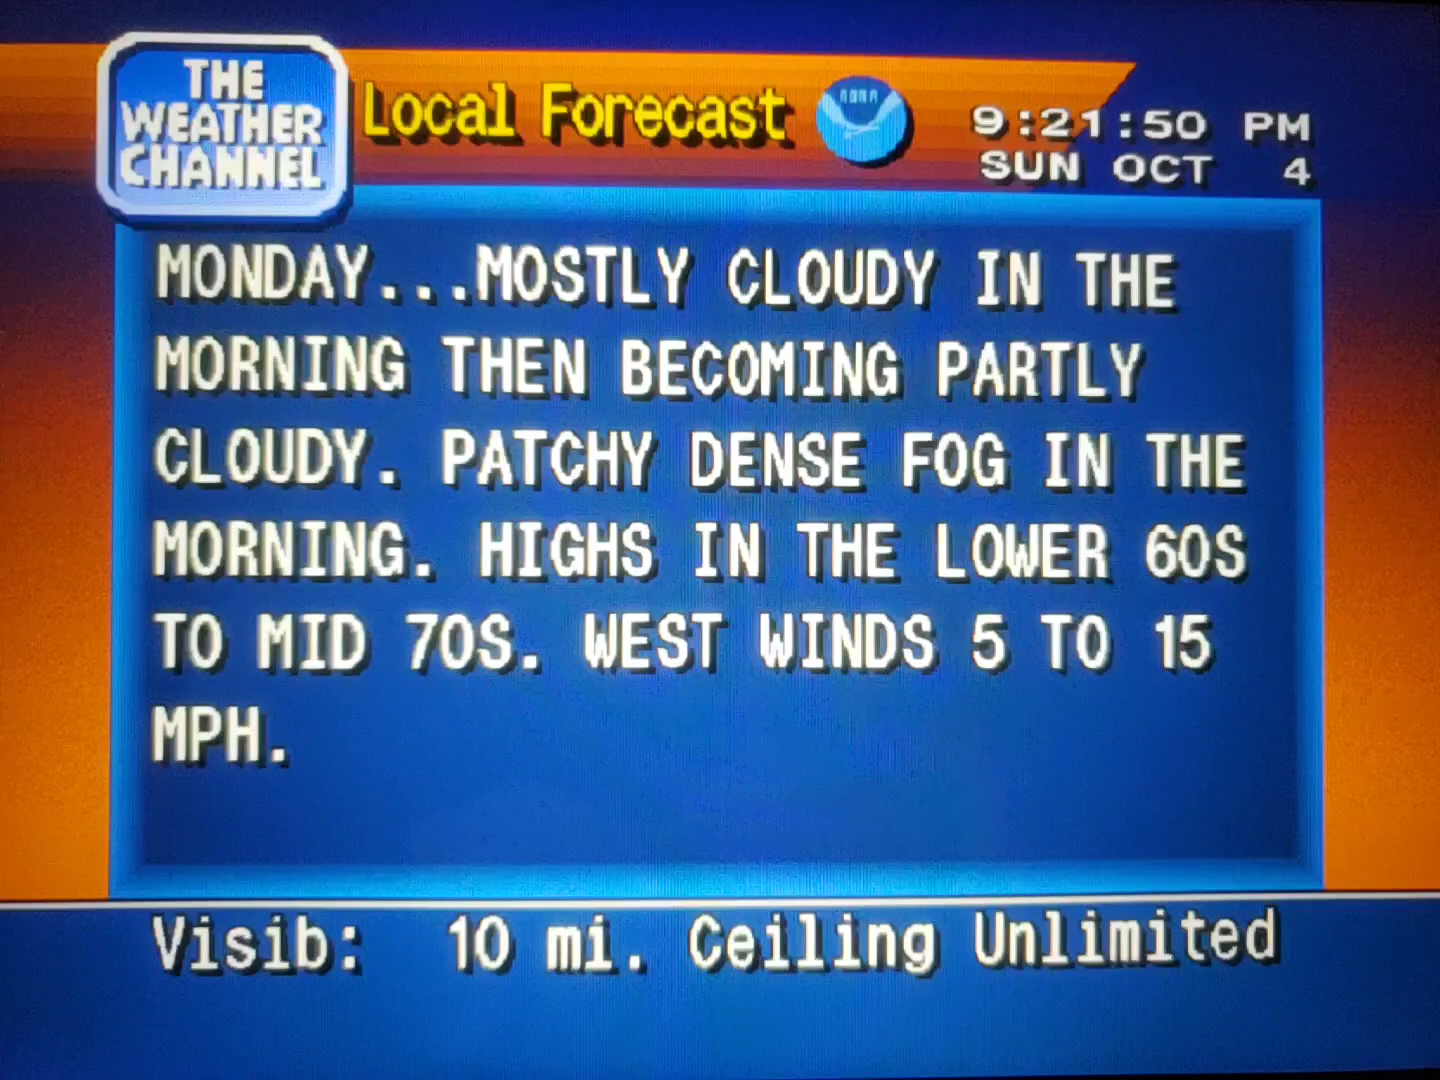 THE
WEATHER
CHANNEL
Local Forecast
NOAA
9:21:50 PM
SUN OCT 4
MONDAY...MOSTLY CLOUDY IN THE
MORNING THEN BECOMING PARTLY
CLOUDY. PATCHY DENSE FOG IN THE
MORNING. HIGHS IN THE LOWER 60S
TO MID 70S. WEST WINDS 5 TO 15
MPH.
Visib: 10 mi. Ceiling Unlimited